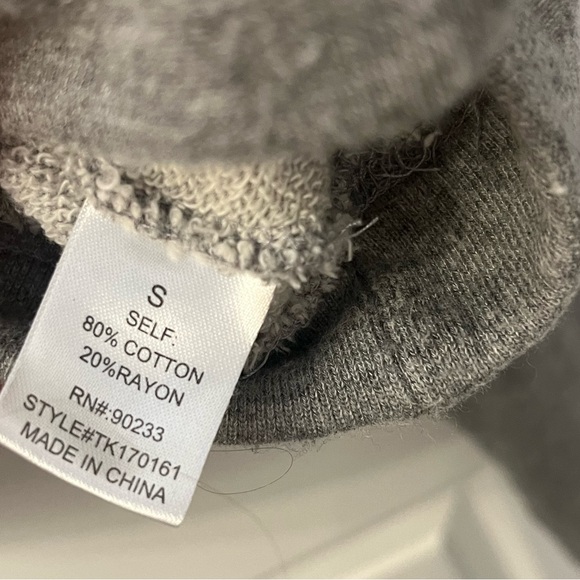 S
SELF:
80% COTTON
20%RAYON
RN#:90233
STYLE#TK170161
MADE IN CHINA